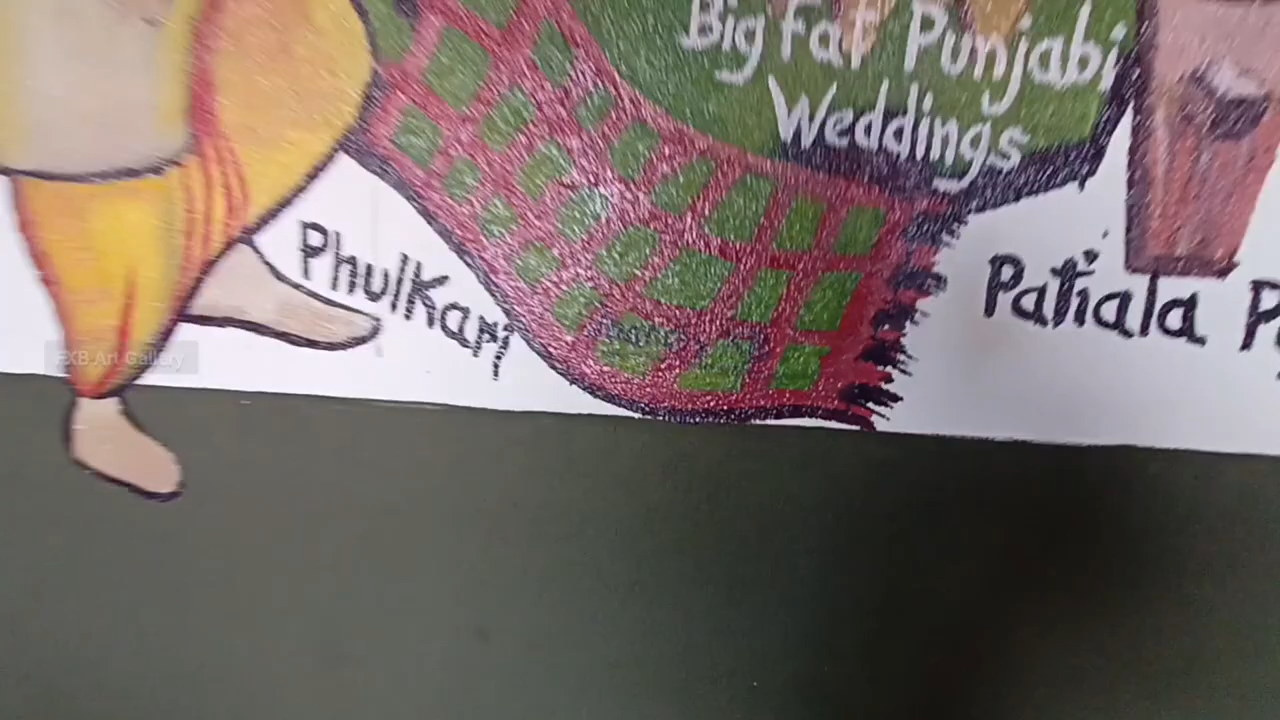 Big Fat Punjabi
Weddings
PhulKari
Patiala P
FXB Art Gallery